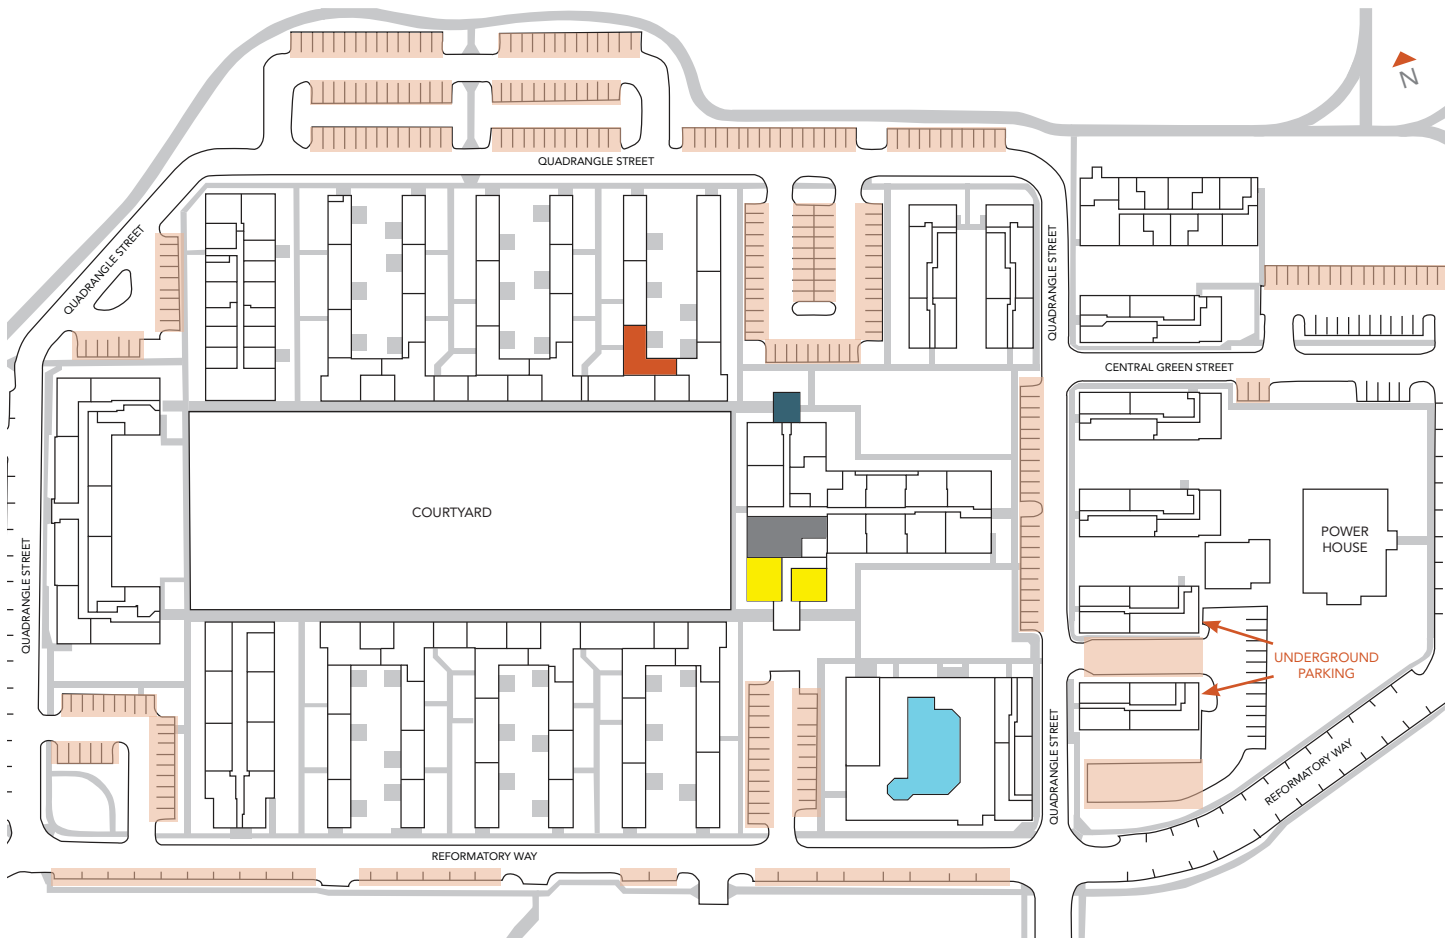 N
QUADRANGLE STREET
QUADRANGLE STREET
QUADRANGLE STREET
CENTRAL GREEN STREET
COURTYARD
POWER
HOUSE
QUADRANGLE STREET
UNDERGROUND
PARKING
QUADRANGLE STREET
REFORMATORY WAY
REFORMATORY WAY